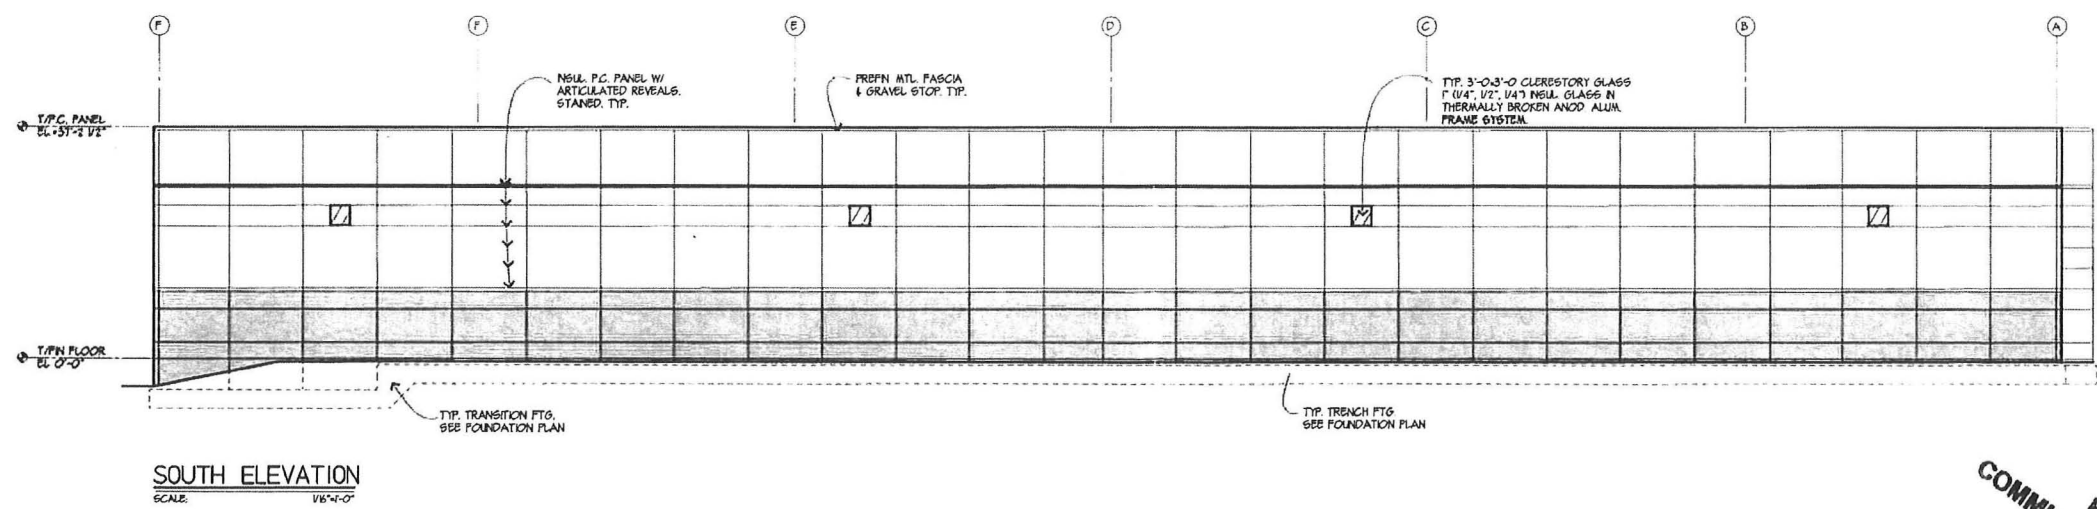 F F E D C B A
NSUL. P.C. PANEL W/
ARTICULATED REVEALS.
STAINED. TYP.
PREFIN MTL. FASCIA
& GRAVEL STOP. TYP.
TYP. 3'-0x3'-0 CLERESTORY GLASS
1" (1/4", 1/2", 1/4") INSUL GLASS IN
THERMALLY BROKEN ANOD ALUM.
FRAME SYSTEM.
T/P.C. PANEL
EL +37'-2 1/2"
T/FIN FLOOR
EL 0'-0"
TYP. TRANSITION FTG.
SEE FOUNDATION PLAN
TYP. TRENCH FTG
SEE FOUNDATION PLAN
SOUTH ELEVATION
SCALE: 1/16"=1'-0"
COMMU